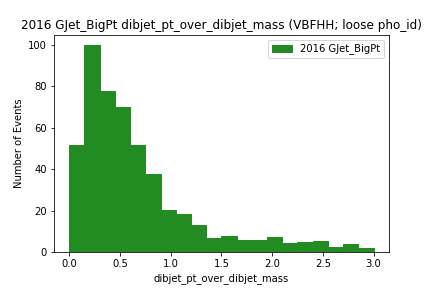 2016 GJet_BigPt dibjet_pt_over_dibjet_mass (VBFHH; loose pho_id)
2016 GJet_BigPt
Number of Events
100
80
60
40
20
0
0.0 0.5 1.0 1.5 2.0 2.5 3.0
dibjet_pt_over_dibjet_mass